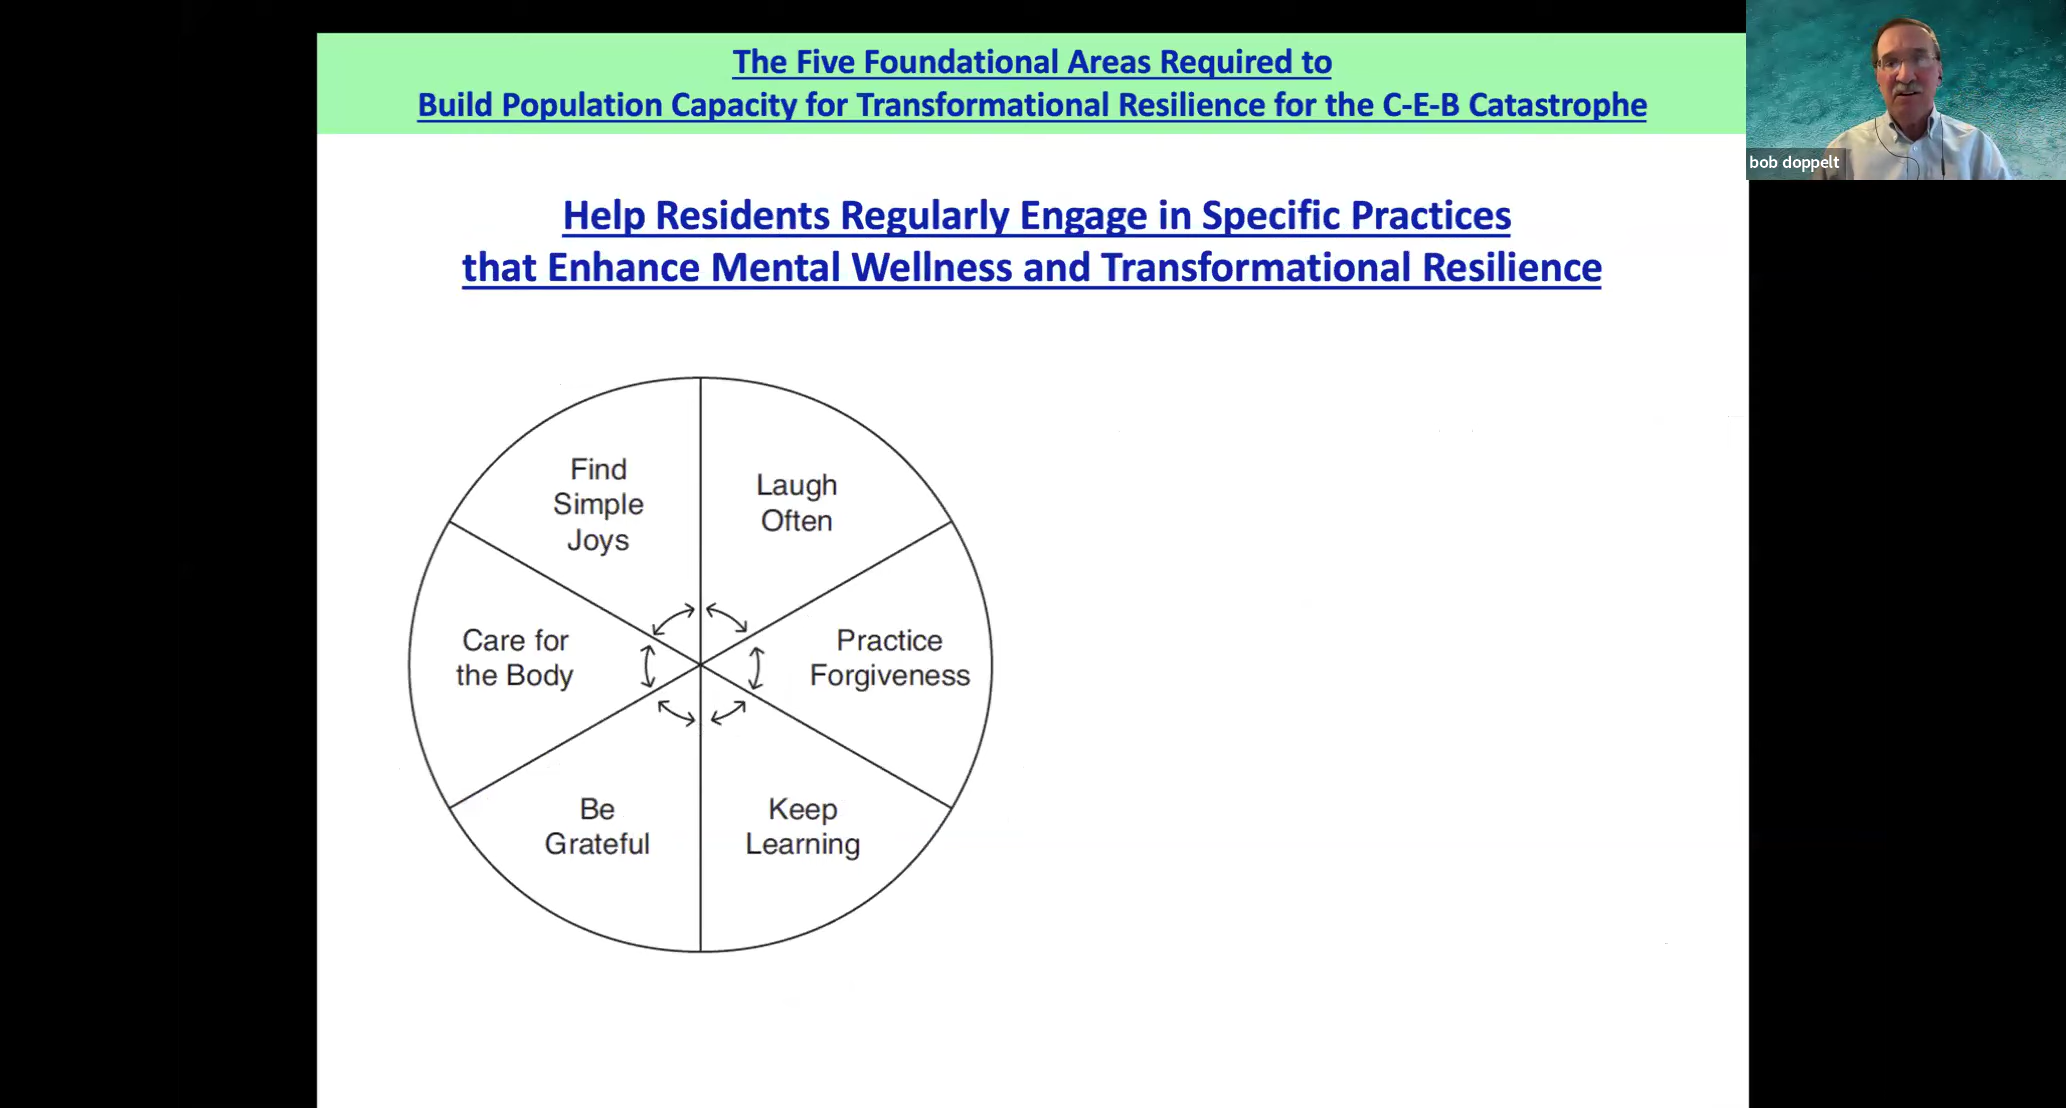 The Five Foundational Areas Required to
Build Population Capacity for Transformational Resilience for the C-E-B Catastrophe
bob doppelt
Help Residents Regularly Engage in Specific Practices
that Enhance Mental Wellness and Transformational Resilience
Find
Simple
Joys
Laugh
Often
Care for
the Body
Practice
Forgiveness
Be
Grateful
Keep
Learning